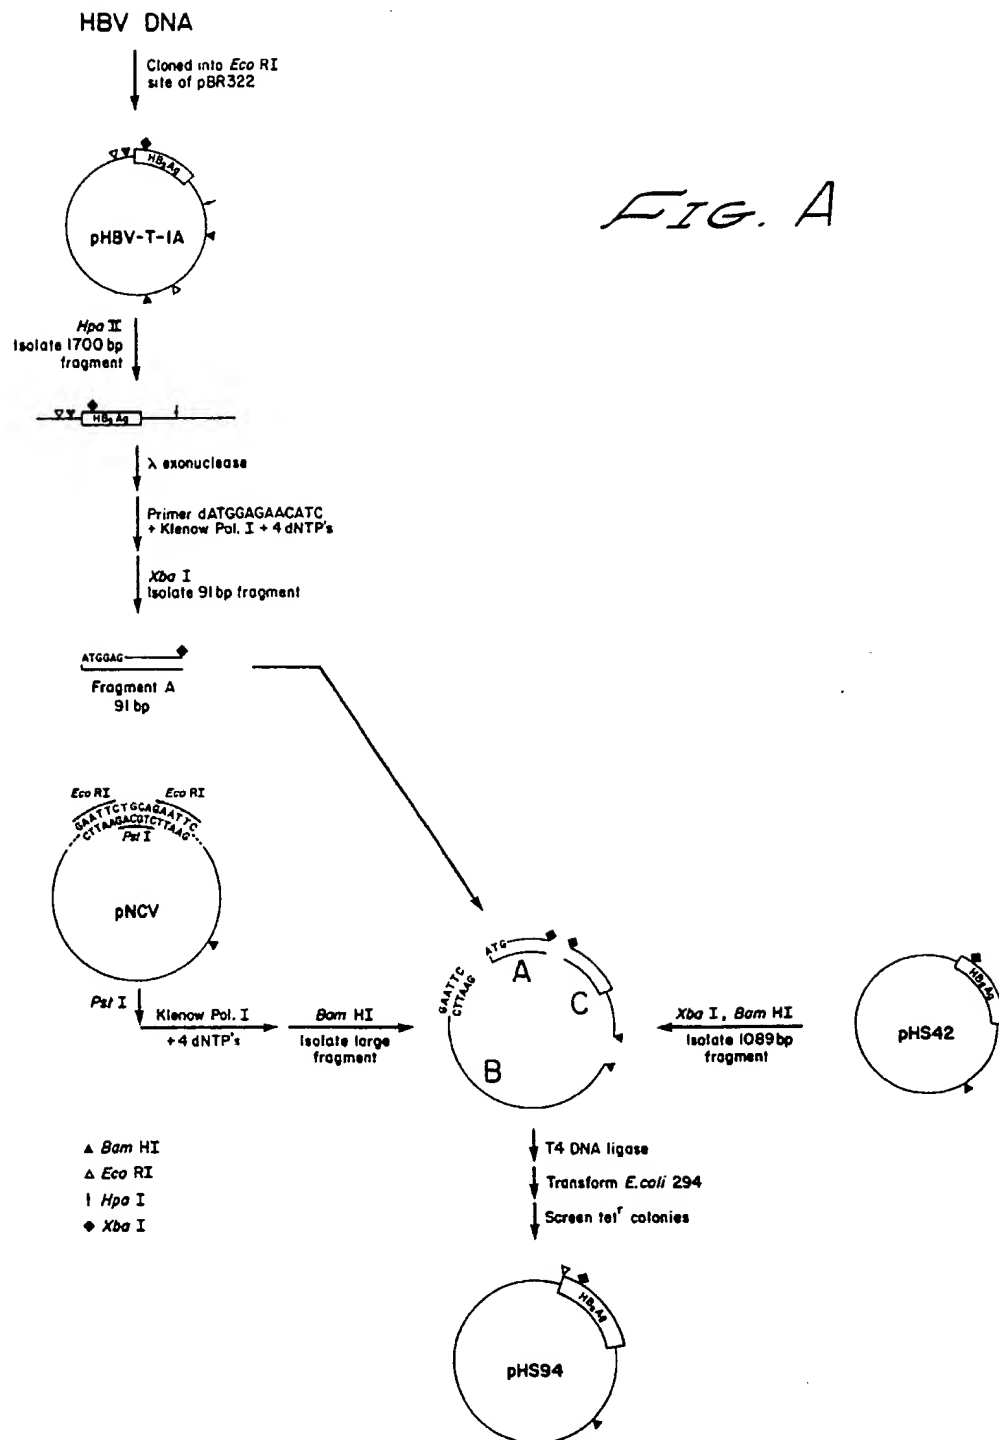 HBV DNA
Cloned into Eco RI
site of pBR322
HBsAg
pHBV-T-1A
FIG. A
Hpa II
Isolate 1700 bp
fragment
HBsAg
λ exonuclease
Primer dATGGAGAACATC
+ Klenow Pol. I + 4 dNTP's
Xba I
Isolate 91 bp fragment
ATGGAG
Fragment A
91 bp
Eco RI Eco RI
GAATTCTGCAGAATTC
CTTAAGACGTCTTAAG
Pst I
pNCV
Pst I
Klenow Pol. I
+4 dNTP's
Bam HI
Isolate large
fragment
GAATTC
CTTAAG
ATG
A
C
B
Xba I, Bam HI
Isolate 1089 bp
fragment
HBsAg
pHS42
▲ Bam HI
△ Eco RI
Hpa I
◆ Xba I
T4 DNA ligase
Transform E.coli 294
Screen tetʳ colonies
HBsAg
pHS94